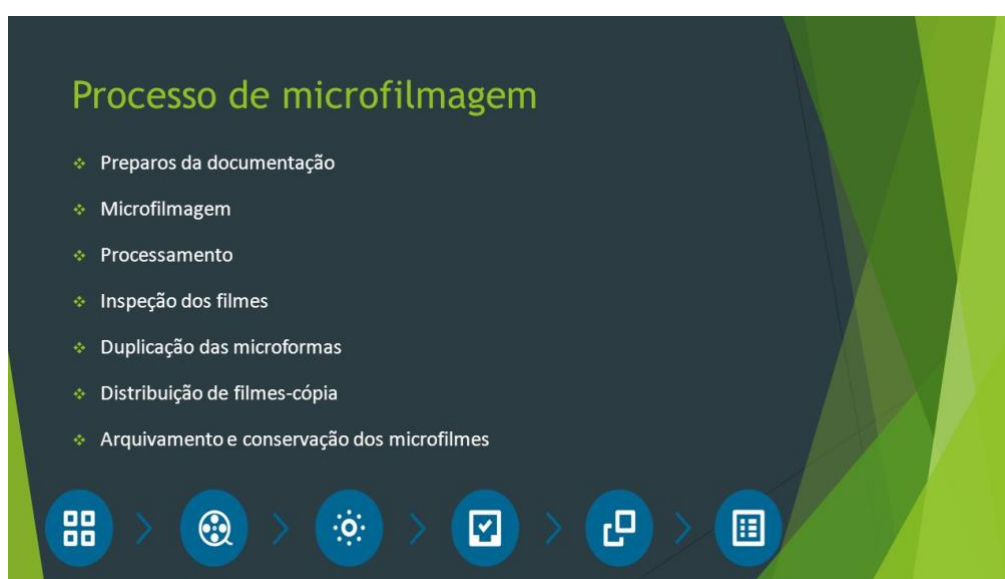 Processo de microfilmagem
Preparos da documentação
Microfilmagem
Processamento
Inspeção dos filmes
Duplicação das microformas
Distribuição de filmes-cópia
Arquivamento e conservação dos microfilmes